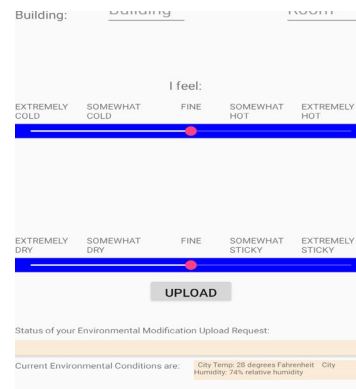 Building: Building Room
I feel:
EXTREMELY COLD SOMEWHAT COLD FINE SOMEWHAT HOT EXTREMELY HOT
EXTREMELY DRY SOMEWHAT DRY FINE SOMEWHAT STICKY EXTREMELY STICKY
UPLOAD
Status of your Environmental Modification Upload Request:
Current Environmental Conditions are: City Temp: 28 degrees Fahrenheit City
Humidity: 74% relative humidity